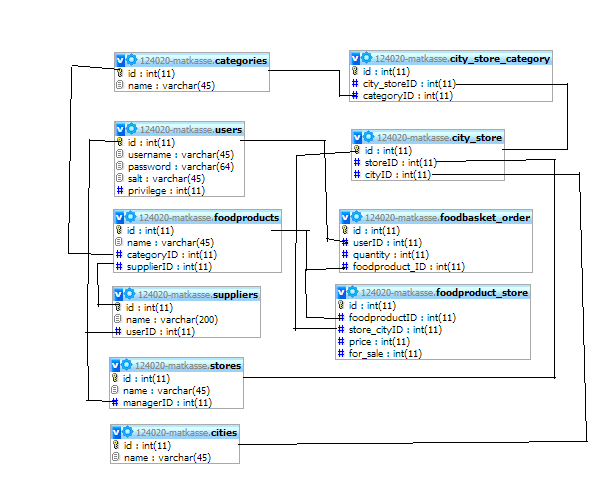 124020-matkasse.categories
id : int(11)
name : varchar(45)
124020-matkasse.users
id : int(11)
username : varchar(45)
password : varchar(64)
salt : varchar(45)
privilege : int(11)
124020-matkasse.foodproducts
id : int(11)
name : varchar(45)
categoryID : int(11)
supplierID : int(11)
124020-matkasse.suppliers
id : int(11)
name : varchar(200)
userID : int(11)
124020-matkasse.stores
id : int(11)
name : varchar(45)
managerID : int(11)
124020-matkasse.cities
id : int(11)
name : varchar(45)
124020-matkasse.city_store_category
id : int(11)
city_storeID : int(11)
categoryID : int(11)
124020-matkasse.city_store
id : int(11)
storeID : int(11)
cityID : int(11)
124020-matkasse.foodbasket_order
id : int(11)
userID : int(11)
quantity : int(11)
foodproduct_ID : int(11)
124020-matkasse.foodproduct_store
id : int(11)
foodproductID : int(11)
store_cityID : int(11)
price : int(11)
for_sale : int(11)